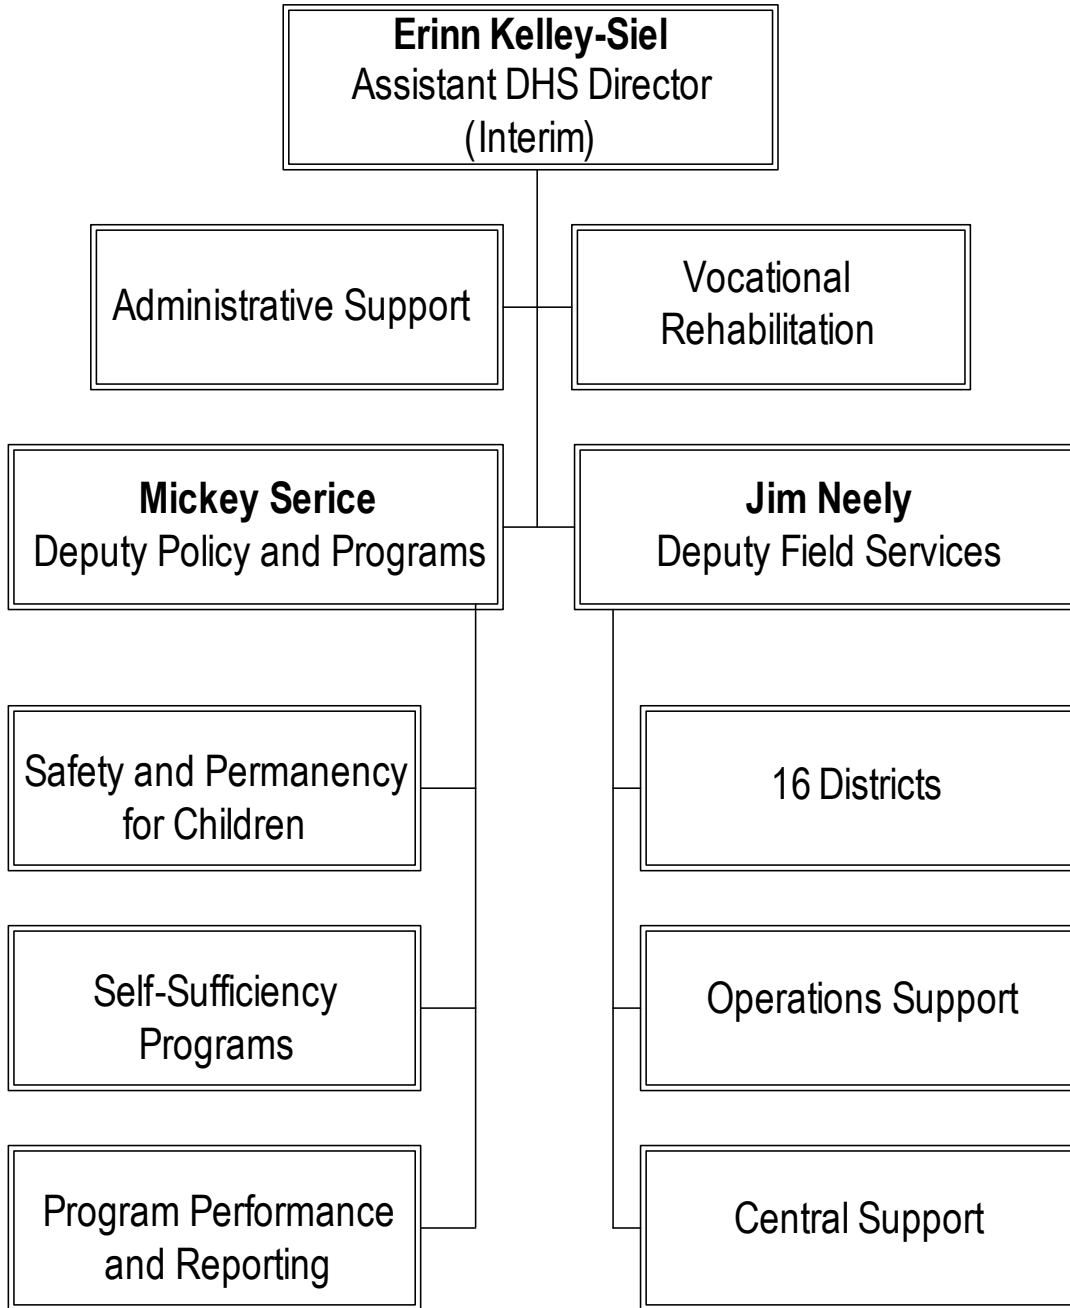 Erinn Kelley-Siel
Assistant DHS Director
(Interim)
Administrative Support
Vocational
Rehabilitation
Mickey Serice
Deputy Policy and Programs
Jim Neely
Deputy Field Services
Safety and Permanency
for Children
16 Districts
Self-Sufficiency
Programs
Operations Support
Program Performance
and Reporting
Central Support